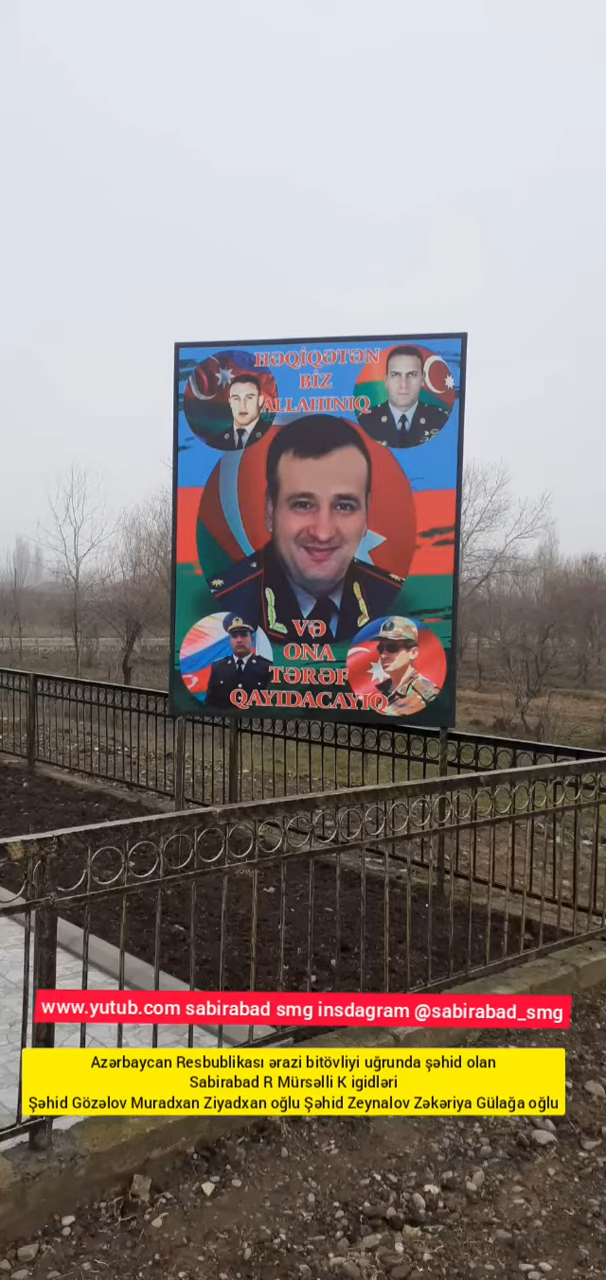 HƏQİQƏTƏN
BİZ
ALLAHINIQ
VƏ
ONA
TƏRƏF
QAYIDACAYIQ
www.yutub.com sabirabad smg insdagram @sabirabad_smg
Azərbaycan Resbublikası ərazi bitövliyi uğrunda şəhid olan
Sabirabad R Mürsəlli K igidləri
Şəhid Gözəlov Muradxan Ziyadxan oğlu Şəhid Zeynalov Zəkəriya Gülağa oğlu